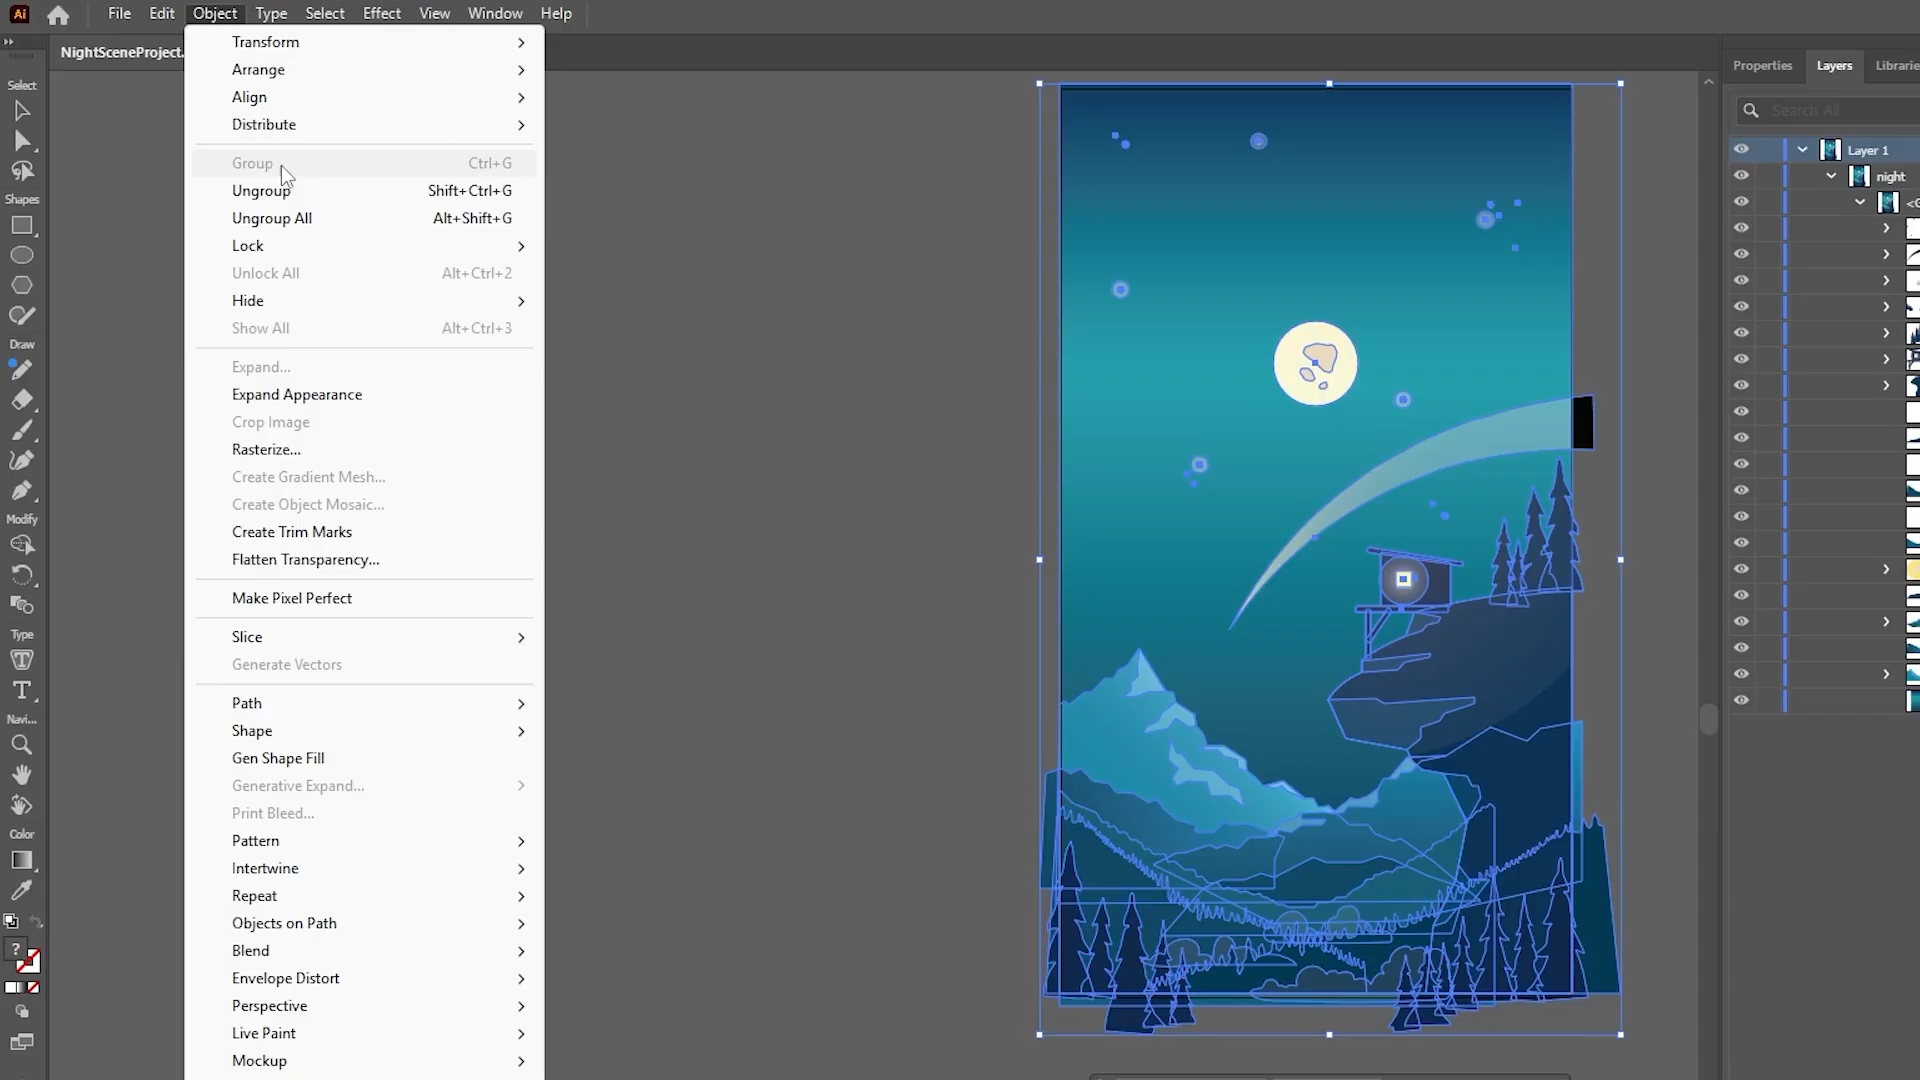 Ai File Edit Object Type Select Effect View Window Help
NightSceneProject.
Select
Shapes
Draw
Modify
Type
Navi...
Color
?
Transform
Arrange
Align
Distribute
Group Ctrl+G
Ungroup Shift+Ctrl+G
Ungroup All Alt+Shift+G
Lock
Unlock All Alt+Ctrl+2
Hide
Show All Alt+Ctrl+3
Expand...
Expand Appearance
Crop Image
Rasterize...
Create Gradient Mesh...
Create Object Mosaic...
Create Trim Marks
Flatten Transparency...
Make Pixel Perfect
Slice
Generate Vectors
Path
Shape
Gen Shape Fill
Generative Expand...
Print Bleed...
Pattern
Intertwine
Repeat
Objects on Path
Blend
Envelope Distort
Perspective
Live Paint
Mockup
Properties Layers Librarie
Search All
Layer 1
night
<G